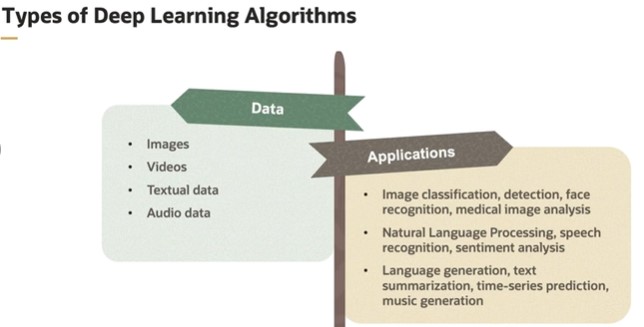 Types of Deep Learning Algorithms
Data
• Images
• Videos
• Textual data
• Audio data
Applications
• Image classification, detection, face
recognition, medical image analysis
• Natural Language Processing, speech
recognition, sentiment analysis
• Language generation, text
summarization, time-series prediction,
music generation